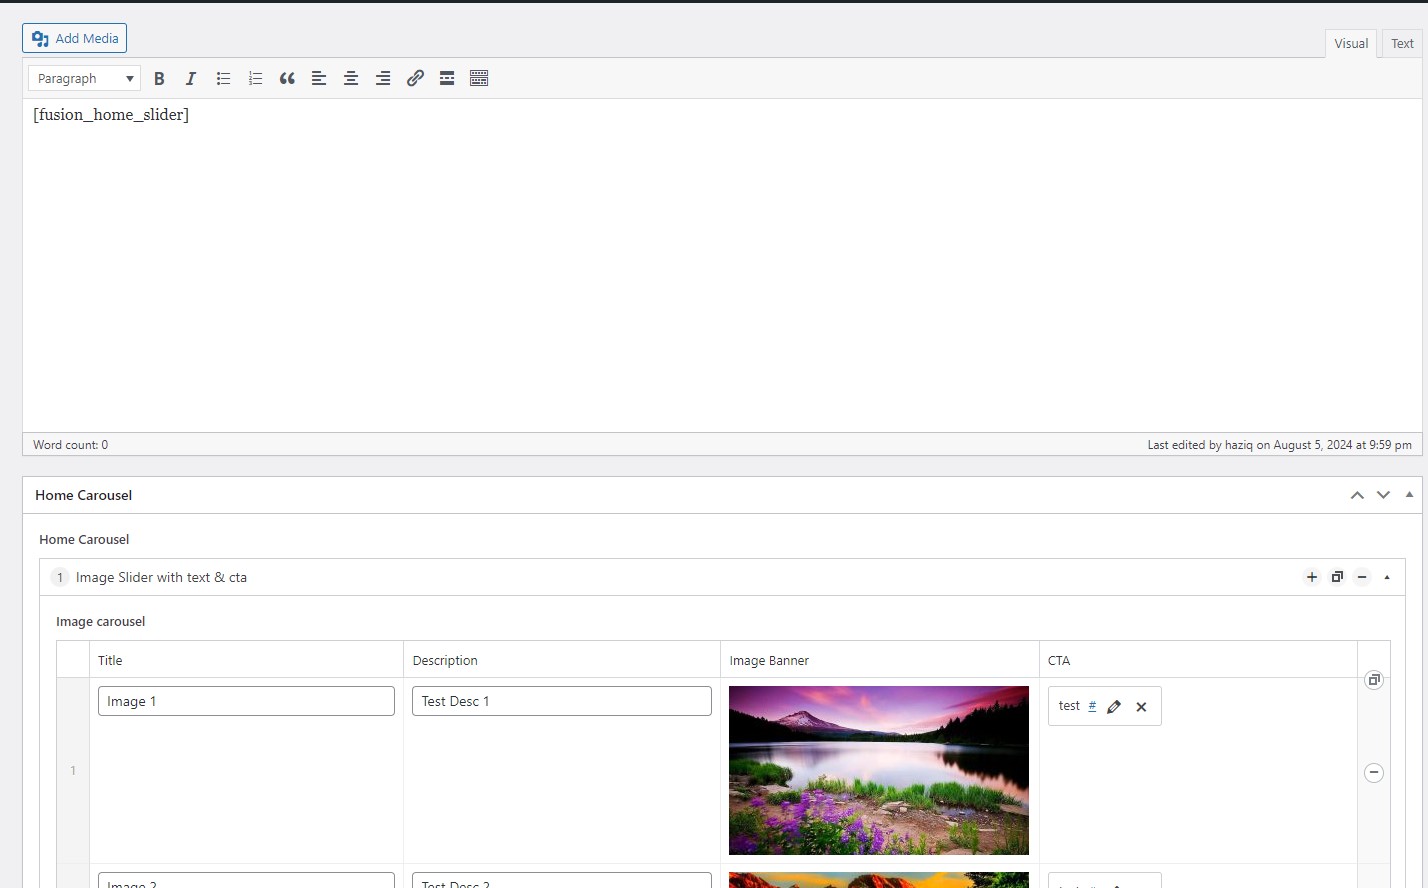 Add Media
Visual Text
Paragraph B I
[fusion_home_slider]
Word count: 0 Last edited by haziq on August 5, 2024 at 9:59 pm
Home Carousel
Home Carousel
1 Image Slider with text & cta
Image carousel
Title Description Image Banner CTA
Image 1 Test Desc 1 test #
1
Image 2 Test Desc 2